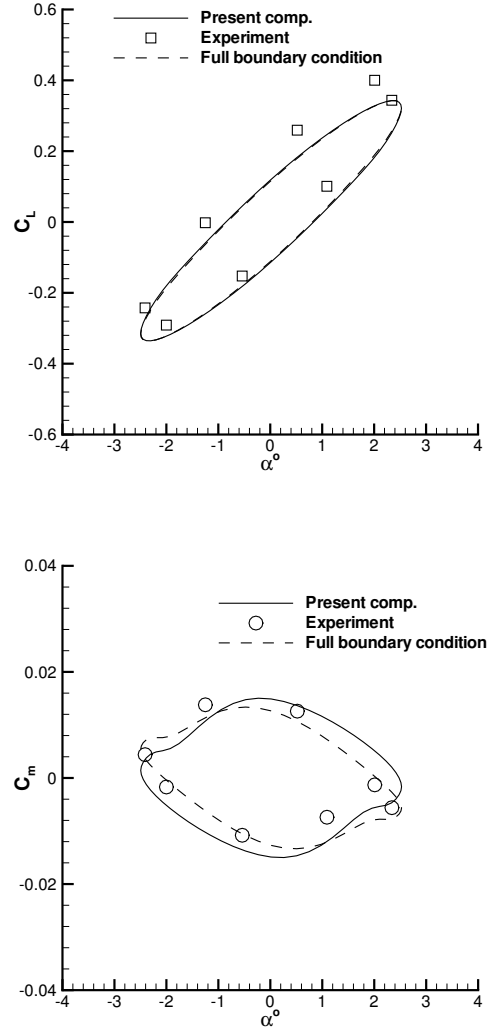 0.6
Present comp.
Experiment
Full boundary condition
0.4
0.2
0
-0.2
-0.4
-0.6
C_L
-4 -3 -2 -1 0 1 2 3 4
α°
0.04
Present comp.
Experiment
Full boundary condition
0.02
0
-0.02
-0.04
C_m
-4 -3 -2 -1 0 1 2 3 4
α°